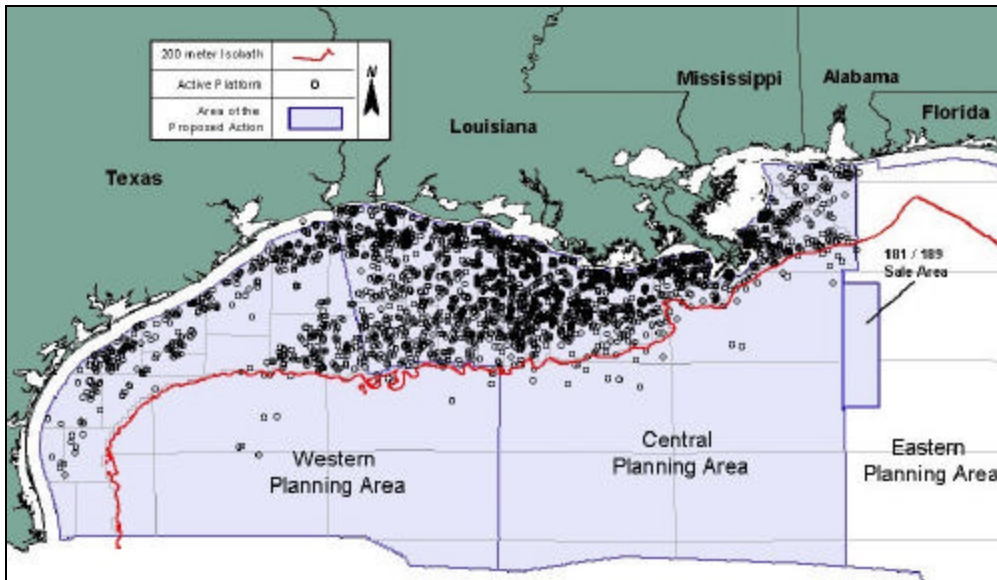 200 meter Isobath
Active Platform
Area of the
Proposed Action
N
Mississippi
Alabama
Florida
Louisiana
Texas
181 / 189
Sale Area
Western
Planning Area
Central
Planning Area
Eastern
Planning Area